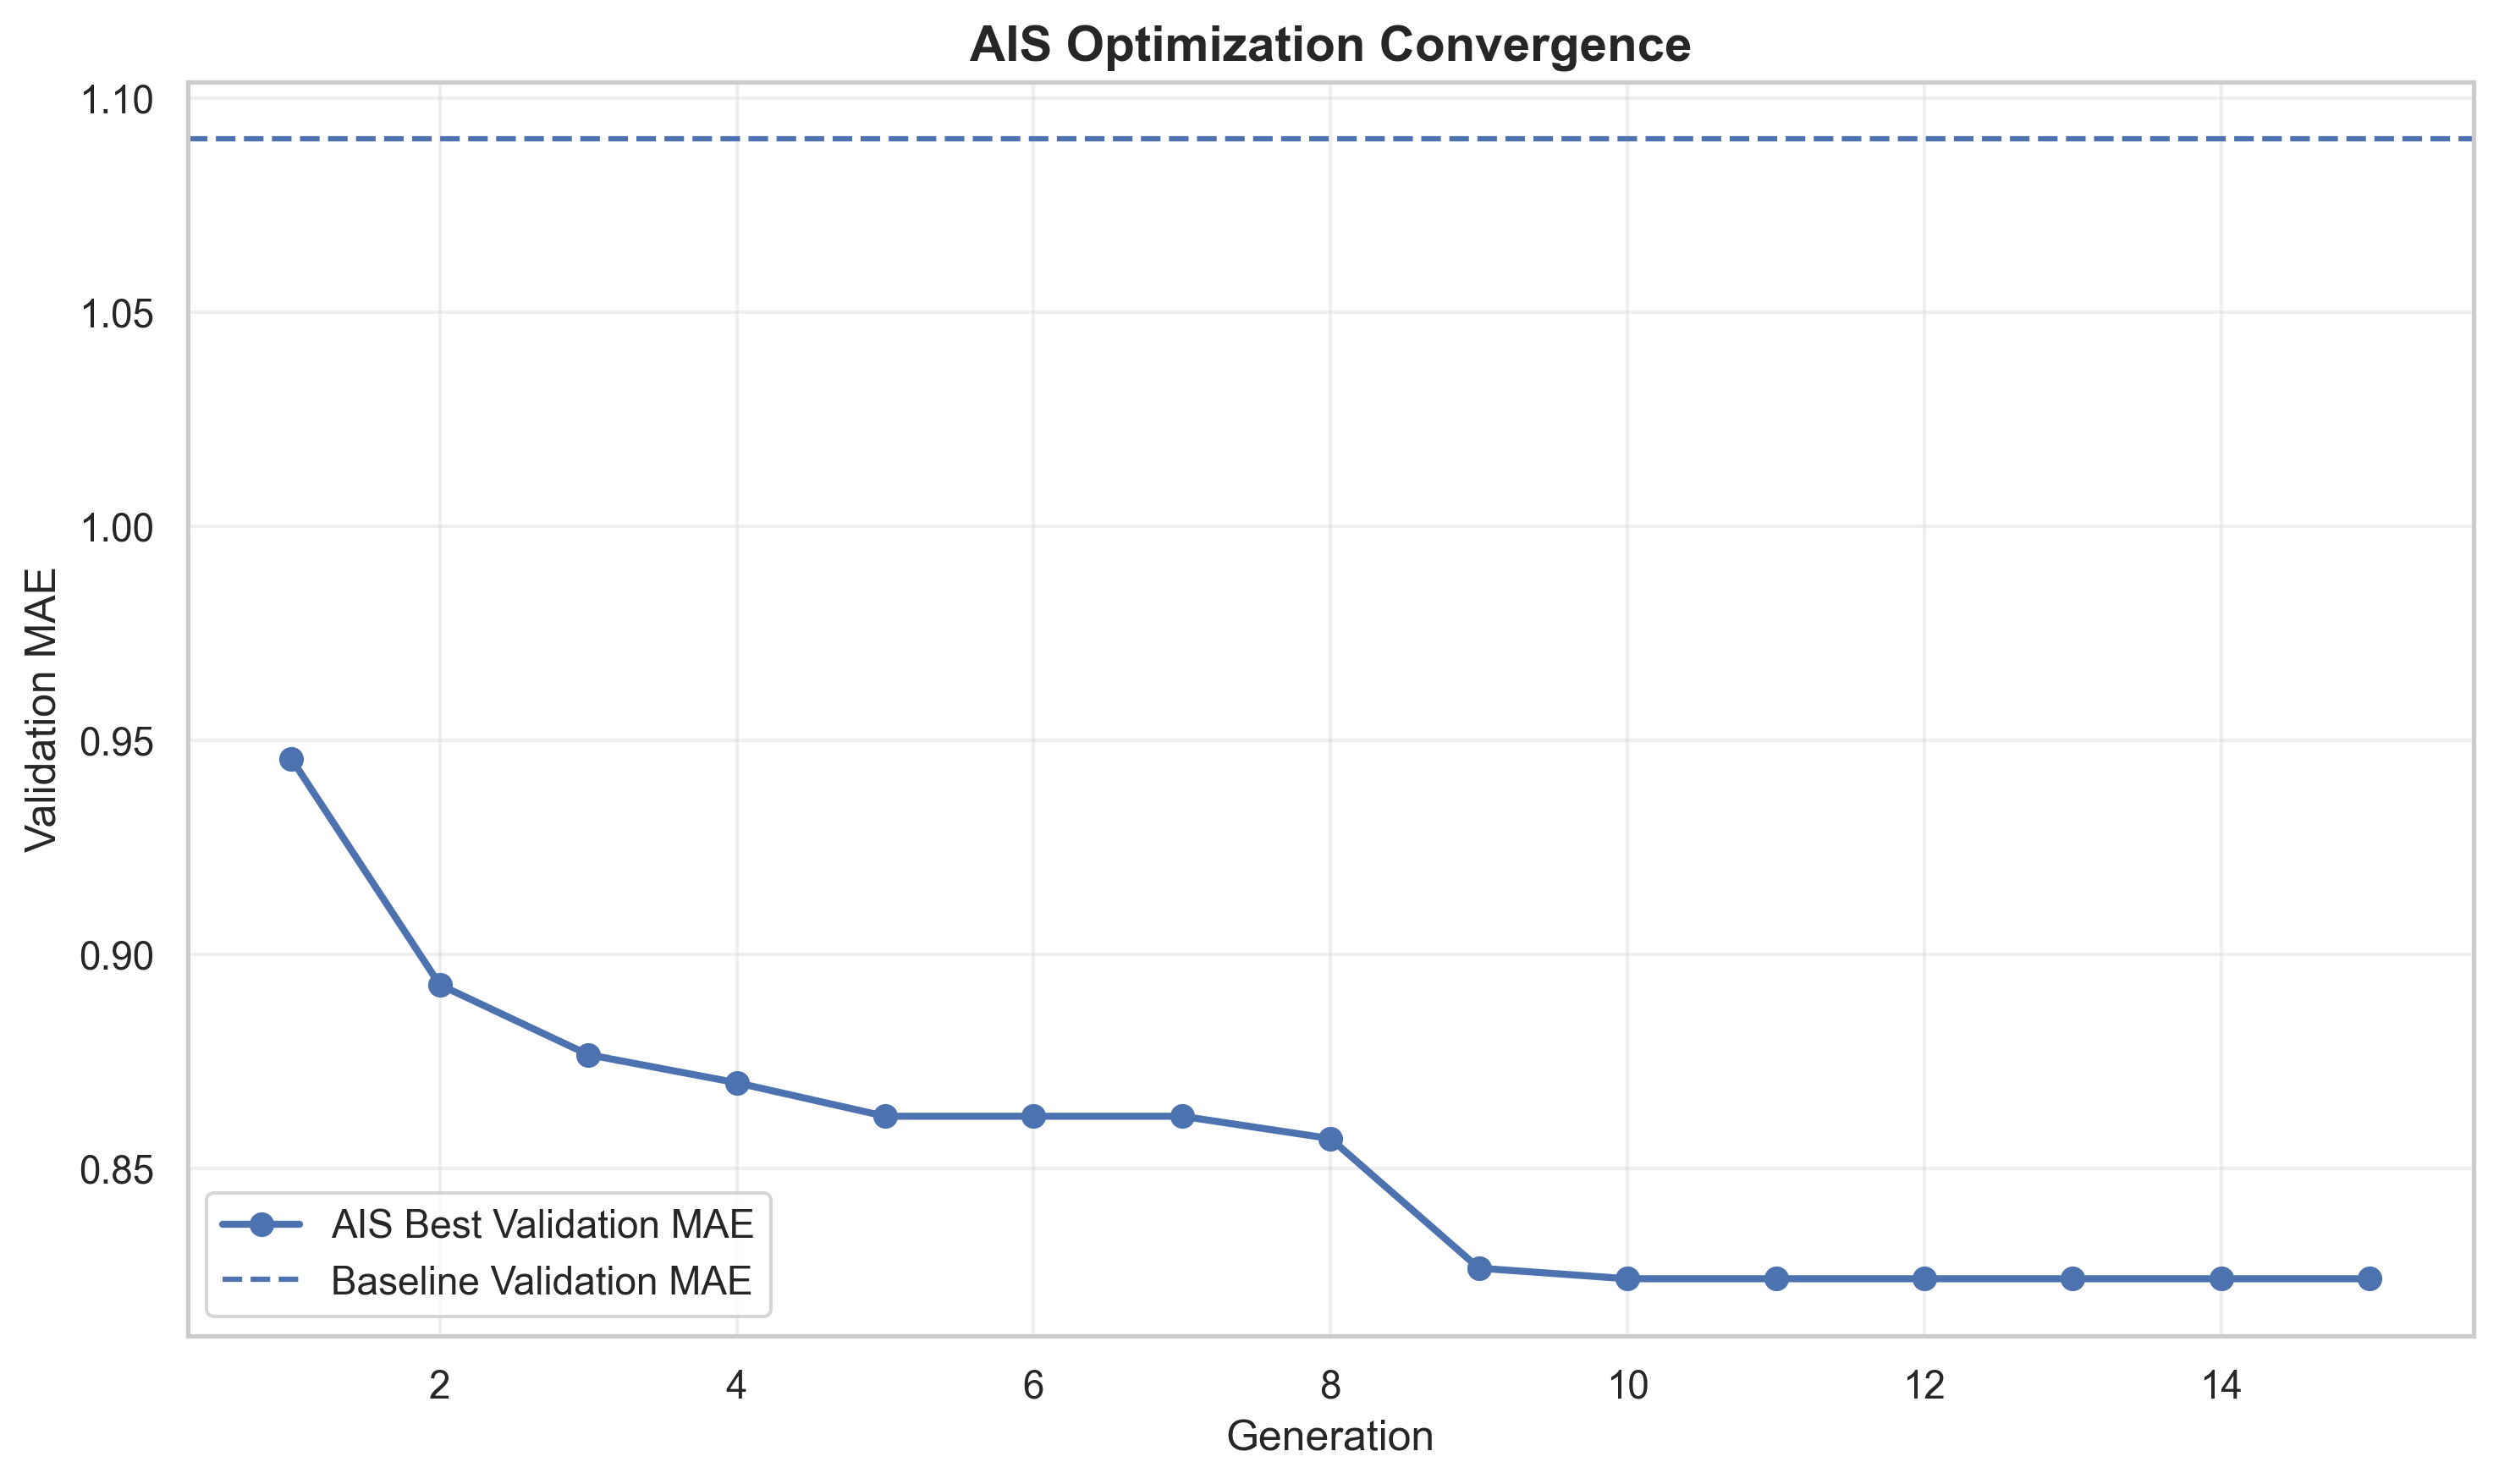 AIS Optimization Convergence
Validation MAE
1.10
1.05
1.00
0.95
0.90
0.85
AIS Best Validation MAE
Baseline Validation MAE
2 4 6 8 10 12 14
Generation